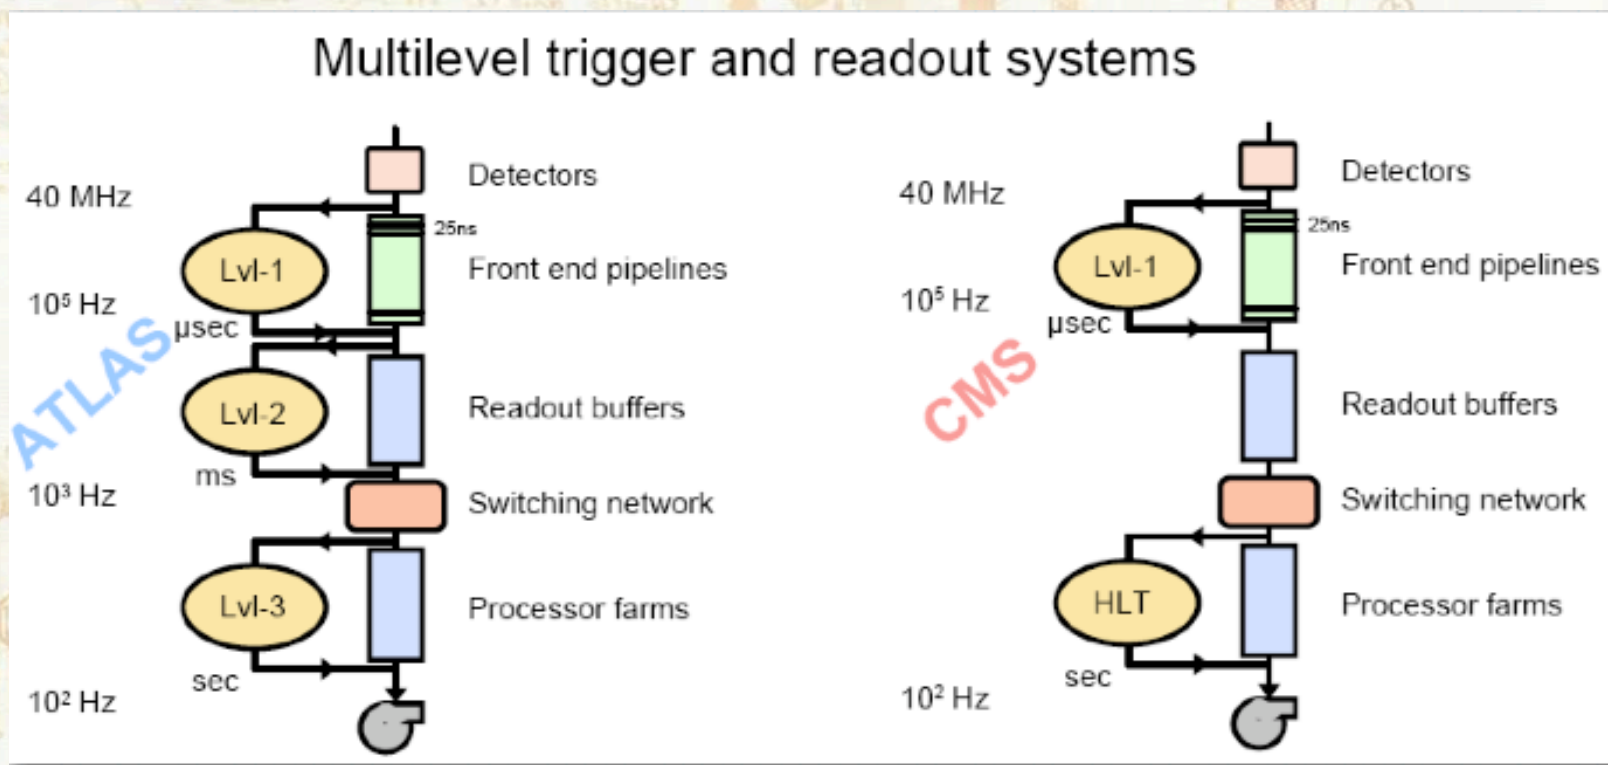 Multilevel trigger and readout systems
Detectors
40 MHz
25ns
Lvl-1
Front end pipelines
10⁵ Hz
µsec
ATLAS
Lvl-2
Readout buffers
ms
10³ Hz
Switching network
Lvl-3
Processor farms
sec
10² Hz
Detectors
40 MHz
25ns
Lvl-1
Front end pipelines
10⁵ Hz
µsec
CMS
Readout buffers
Switching network
HLT
Processor farms
sec
10² Hz